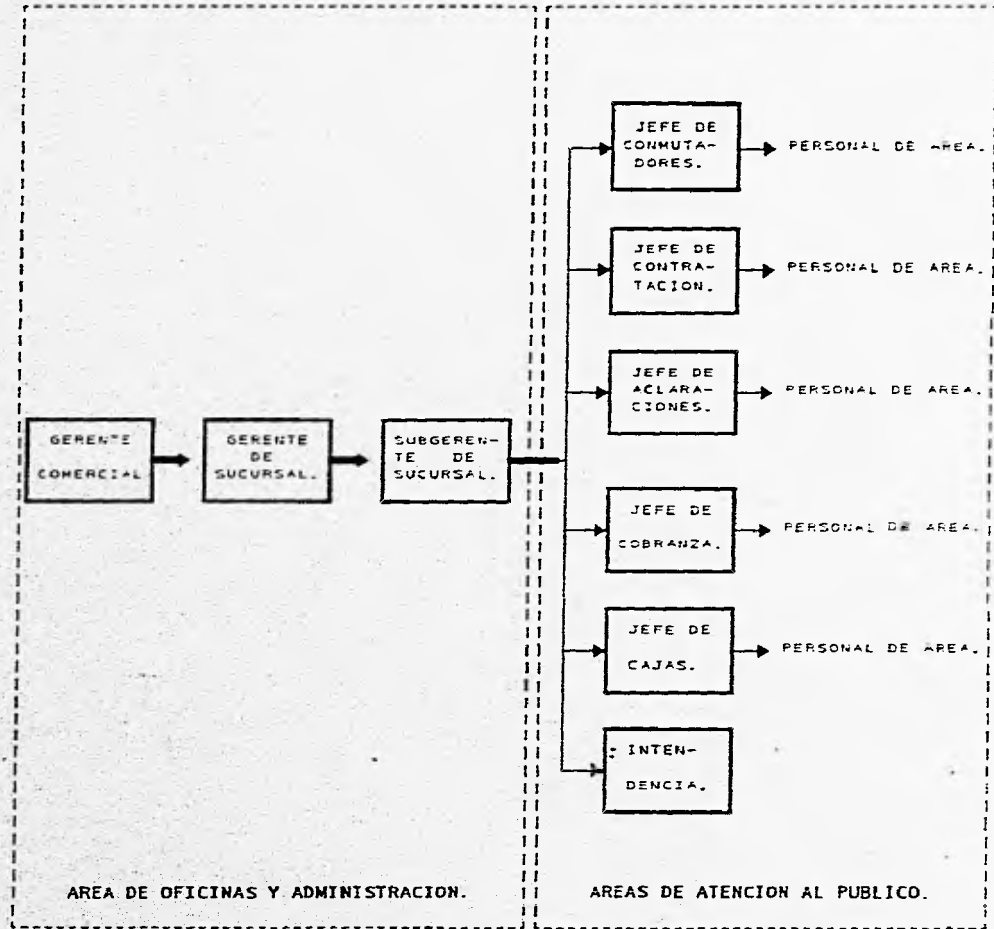 JEFE DE
CONMUTA-
DORES.
PERSONAL DE AREA.
JEFE DE
CONTRA-
TACION.
PERSONAL DE AREA.
JEFE DE
ACLARA-
CIONES.
PERSONAL DE AREA.
GERENTE
COMERCIAL
GERENTE
DE
SUCURSAL.
SUBGEREN-
TE DE
SUCURSAL.
JEFE DE
COBRANZA.
PERSONAL DE AREA.
JEFE DE
CAJAS.
PERSONAL DE AREA.
INTEN-
DENCIA.
AREA DE OFICINAS Y ADMINISTRACION.
AREAS DE ATENCION AL PUBLICO.